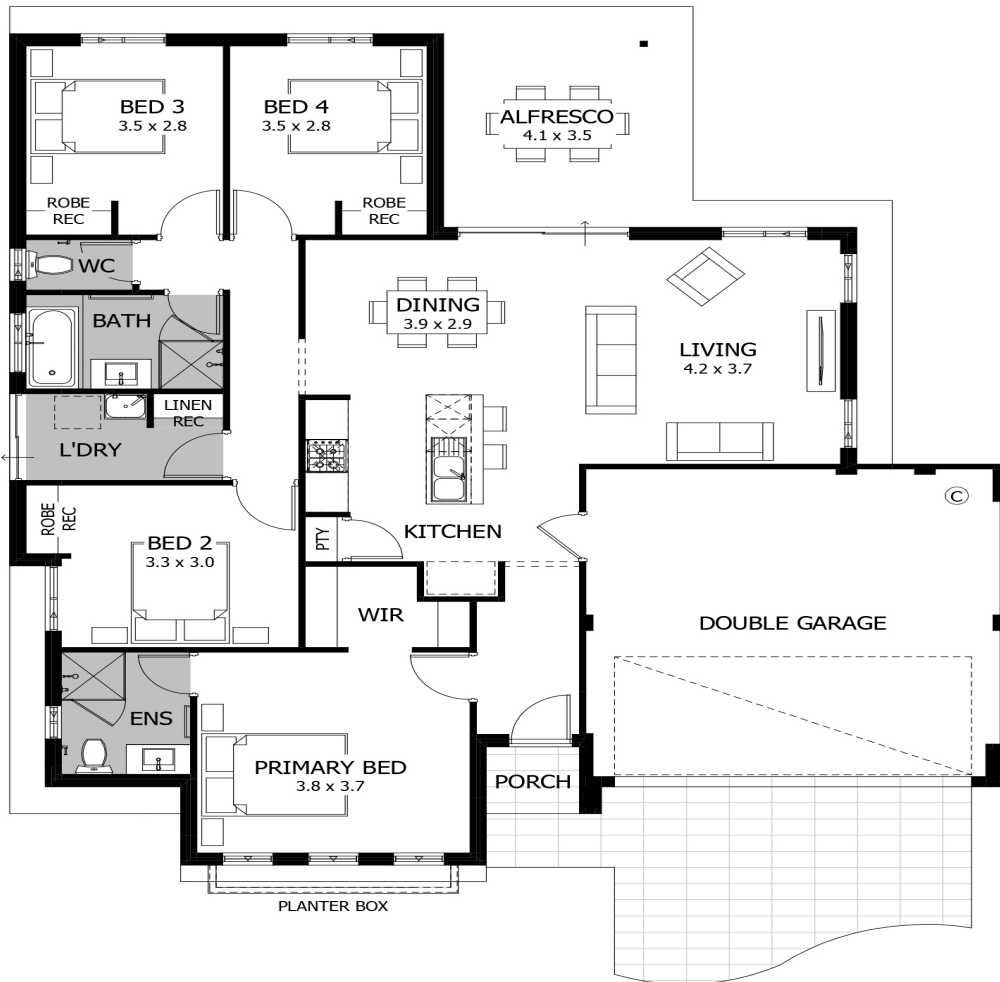 BED 3
3.5 x 2.8
BED 4
3.5 x 2.8
ALFRESCO
4.1 x 3.5
ROBE
REC
ROBE
REC
WC
BATH
DINING
3.9 x 2.9
LIVING
4.2 x 3.7
LINEN
REC
L'DRY
ROBE
REC
BED 2
3.3 x 3.0
PTY
KITCHEN
C
WIR
DOUBLE GARAGE
ENS
PRIMARY BED
3.8 x 3.7
PORCH
PLANTER BOX